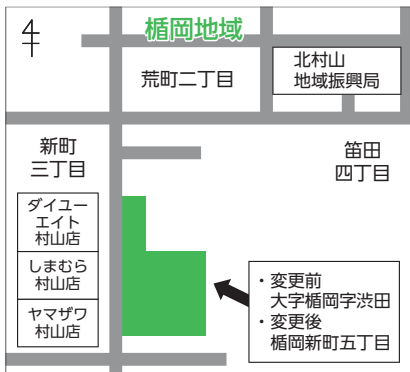 楯岡地域
荒町二丁目
北村山
地域振興局
新町
三丁目
笛田
四丁目
ダイユー
エイト
村山店
しまむら
村山店
ヤマザワ
村山店
・変更前
大字楯岡字渋田
・変更後
楯岡新町五丁目